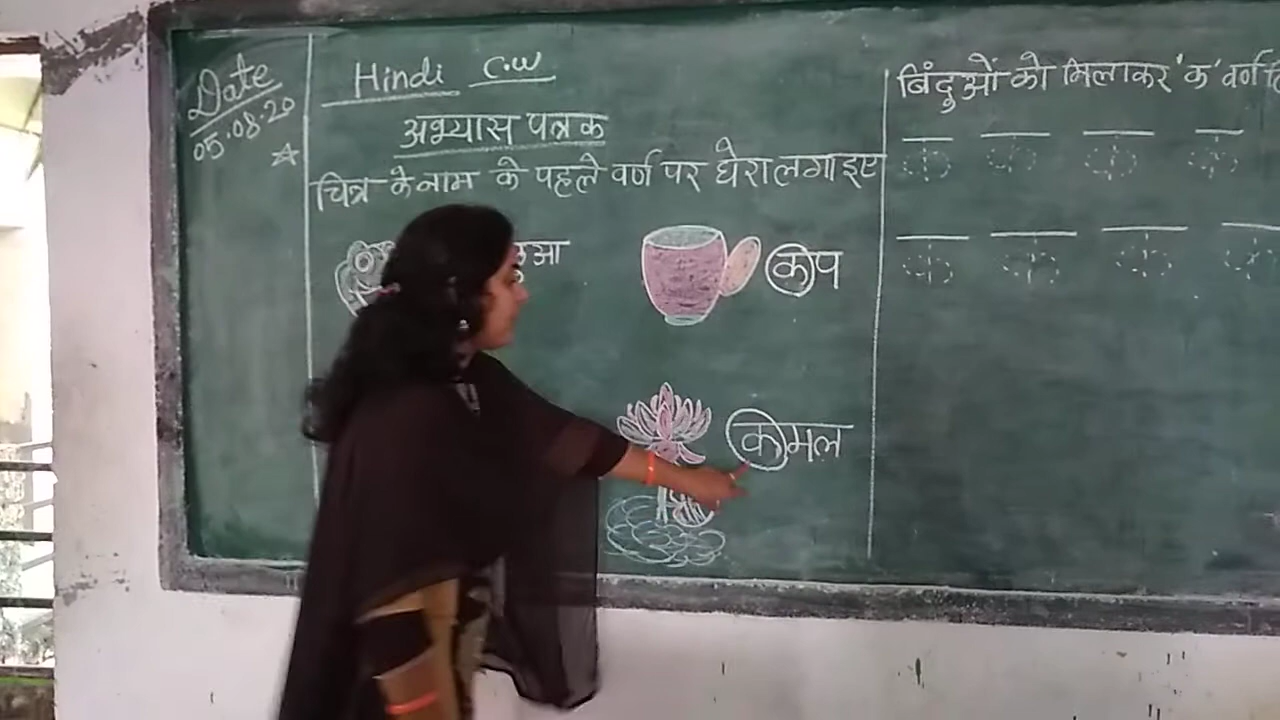 Date
05.08.20
Hindi C.W
अभ्यास पत्रक
चित्र के नाम के पहले वर्ण पर घेरा लगाइए
कप
कमल
बिंदुओं को मिलाकर 'क' वर्ण
क क क क
क क क क